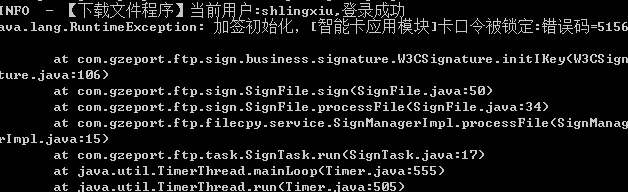 INFO  - 【下载文件程序】当前用户:shlingxiu,登录成功
ava.lang.RuntimeException: 加签初始化，[智能卡应用模块]卡口令被锁定:错误码=5156
at com.gzeport.ftp.sign.business.signature.W3CSignature.initIKey(W3CSign
ature.java:106)
at com.gzeport.ftp.sign.SignFile.sign(SignFile.java:50)
at com.gzeport.ftp.sign.SignFile.processFile(SignFile.java:34)
at com.gzeport.ftp.filecpy.service.SignManagerImpl.processFile(SignManag
erImpl.java:15)
at com.gzeport.ftp.task.SignTask.run(SignTask.java:17)
at java.util.TimerThread.mainLoop(Timer.java:555)
at java.util.TimerThread.run(Timer.java:505)